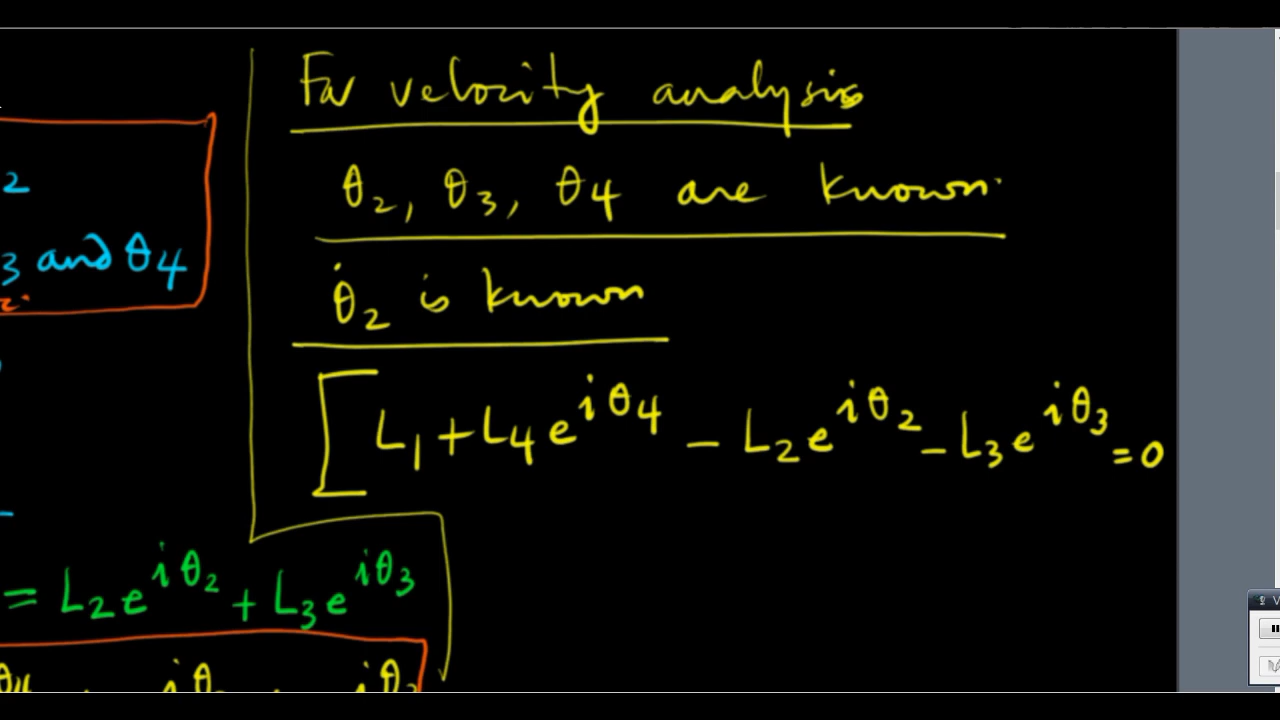 For velocity analysis
θ₂, θ₃, θ₄ are known.
θ̇₂ is known
[L₁ + L₄e^{iθ₄} - L₂e^{iθ₂} - L₃e^{iθ₃} = 0
2
3 and θ₄
= L₂e^{iθ₂} + L₃e^{iθ₃}